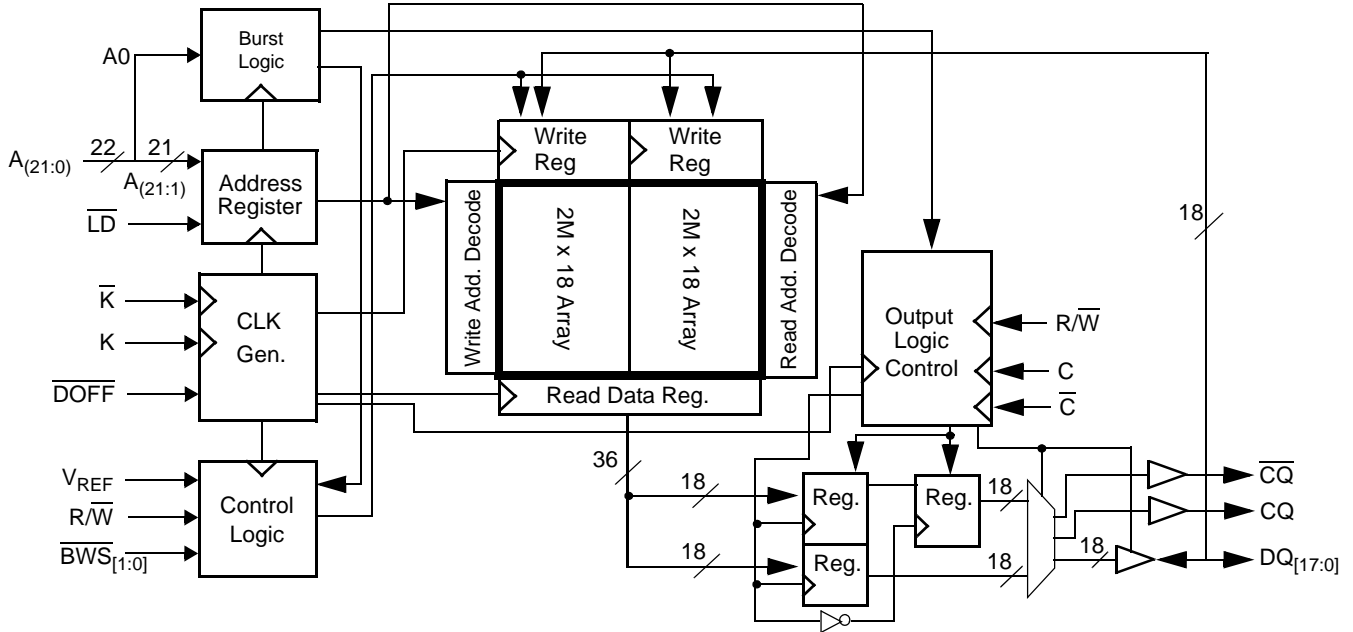 Burst
Logic
A0
A(21:0)
22
21
A(21:1)
Address
Register
LD
K
K
CLK
Gen.
DOFF
VREF
R/W
BWS[1:0]
Control
Logic
Write
Reg
Write
Reg
Write Add. Decode
2M x 18 Array
2M x 18 Array
Read Add. Decode
Read Data Reg.
36
18
18
18
Output
Logic
Control
R/W
C
C
Reg.
Reg.
Reg.
18
18
18
CQ
CQ
DQ[17:0]